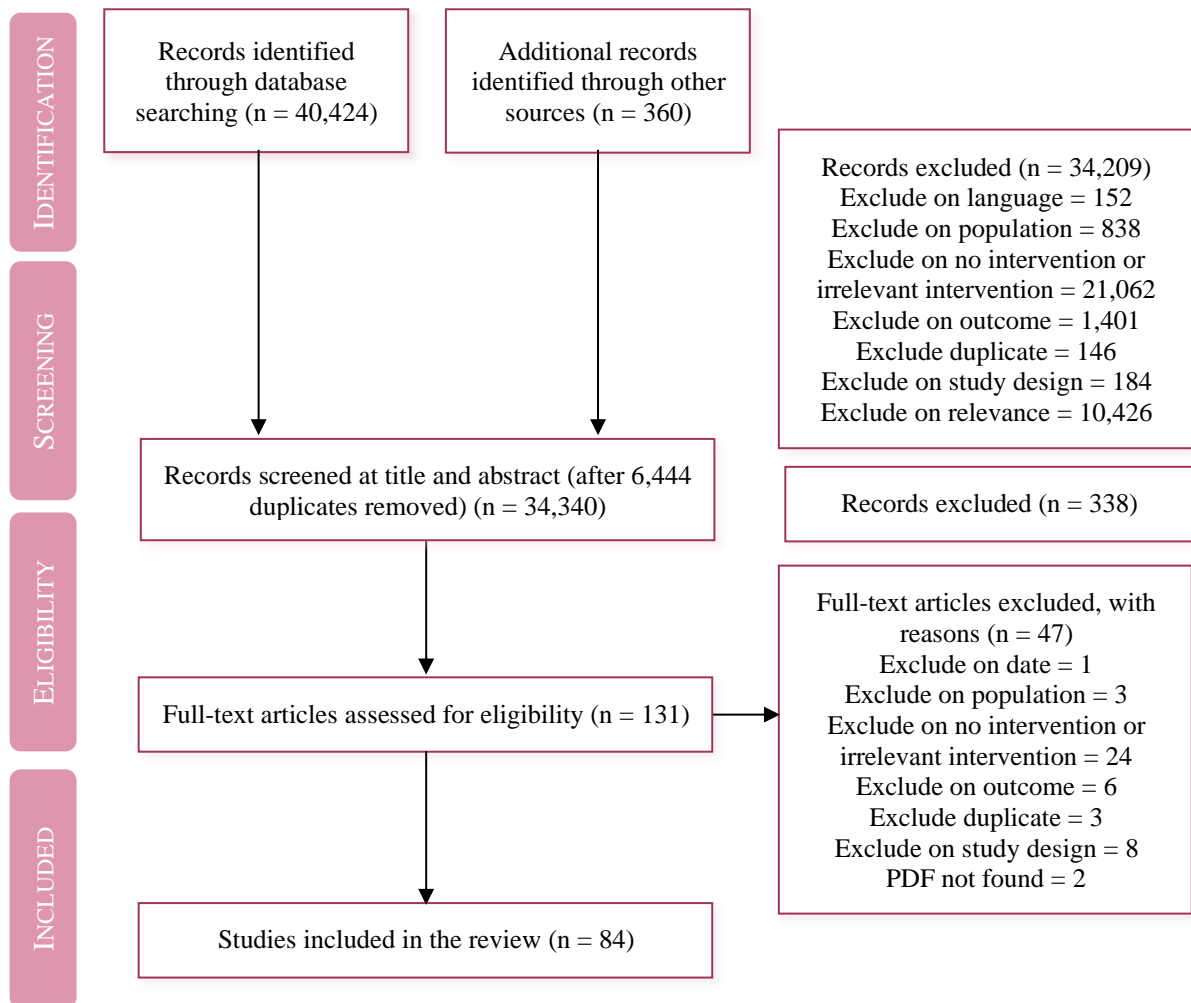 IDENTIFICATION
Records identified
through database
searching (n = 40,424)
Additional records
identified through other
sources (n = 360)
Records excluded (n = 34,209)
Exclude on language = 152
Exclude on population = 838
Exclude on no intervention or
irrelevant intervention = 21,062
Exclude on outcome = 1,401
Exclude duplicate = 146
Exclude on study design = 184
Exclude on relevance = 10,426
SCREENING
Records screened at title and abstract (after 6,444
duplicates removed) (n = 34,340)
Records excluded (n = 338)
ELIGIBILITY
Full-text articles assessed for eligibility (n = 131)
Full-text articles excluded, with
reasons (n = 47)
Exclude on date = 1
Exclude on population = 3
Exclude on no intervention or
irrelevant intervention = 24
Exclude on outcome = 6
Exclude duplicate = 3
Exclude on study design = 8
PDF not found = 2
INCLUDED
Studies included in the review (n = 84)